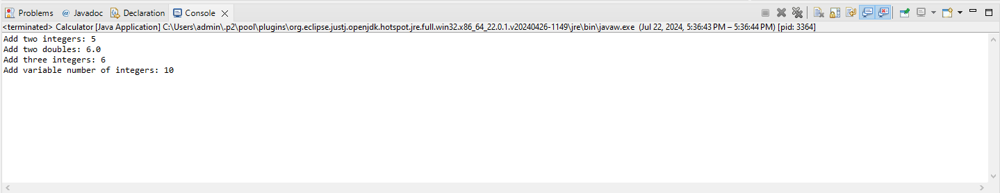 Problems @ Javadoc Declaration Console
<terminated> Calculator [Java Application] C:\Users\admin\.p2\pool\plugins\org.eclipse.justj.openjdk.hotspot.jre.full.win32.x86_64_22.0.1.v20240426-1149\jre\bin\javaw.exe (Jul 22, 2024, 5:36:43 PM – 5:36:44 PM) [pid: 3364]
Add two integers: 5
Add two doubles: 6.0
Add three integers: 6
Add variable number of integers: 10